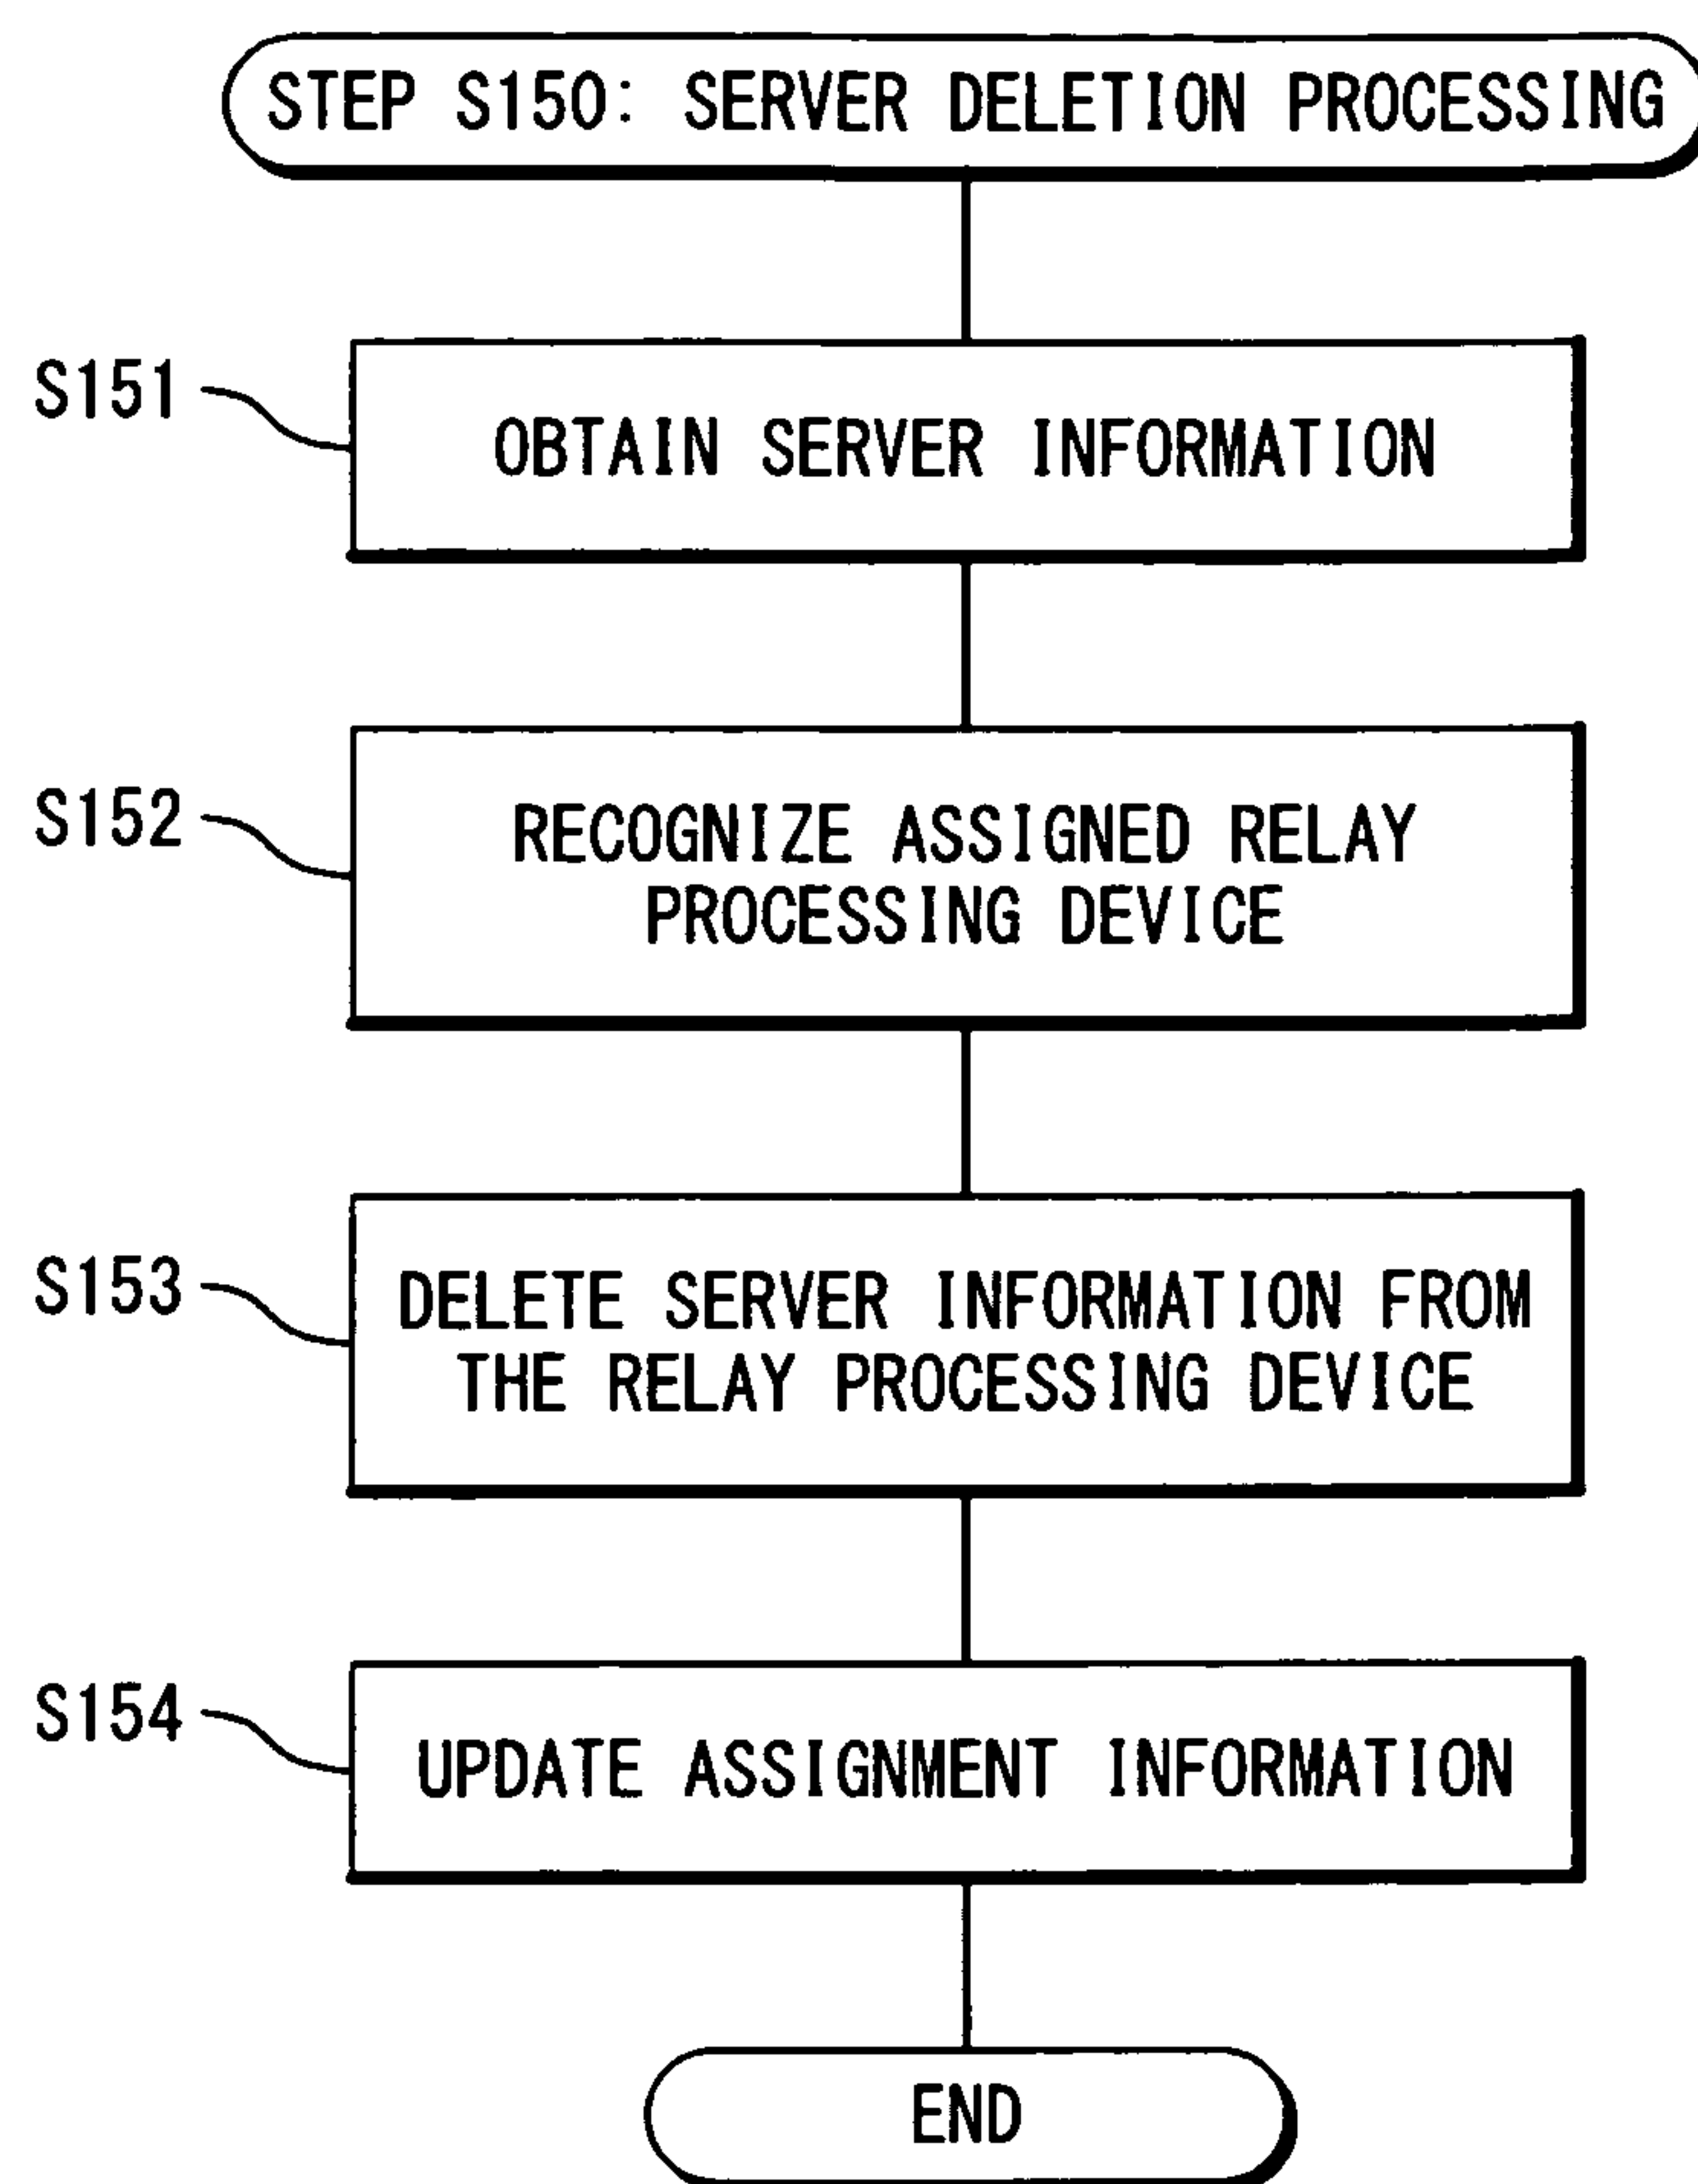 STEP S150: SERVER DELETION PROCESSING
S151
OBTAIN SERVER INFORMATION
S152
RECOGNIZE ASSIGNED RELAY
PROCESSING DEVICE
S153
DELETE SERVER INFORMATION FROM
THE RELAY PROCESSING DEVICE
S154
UPDATE ASSIGNMENT INFORMATION
END